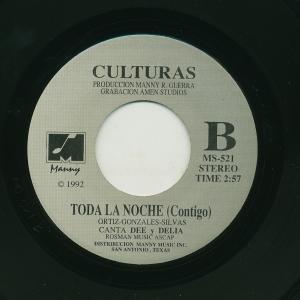 CULTURAS
PRODUCCION MANNY R. GUERRA
GRABACION AMEN STUDIOS
Manny
© 1992
B
MS-521
STEREO
TIME 2:57
TODA LA NOCHE (Contigo)
ORTIZ-GONZALES-SILVAS
CANTA DEE y DELIA
ROSMAN MUSIC ASCAP
DISTRIBUCION MANNY MUSIC INC.
SAN ANTONIO, TEXAS